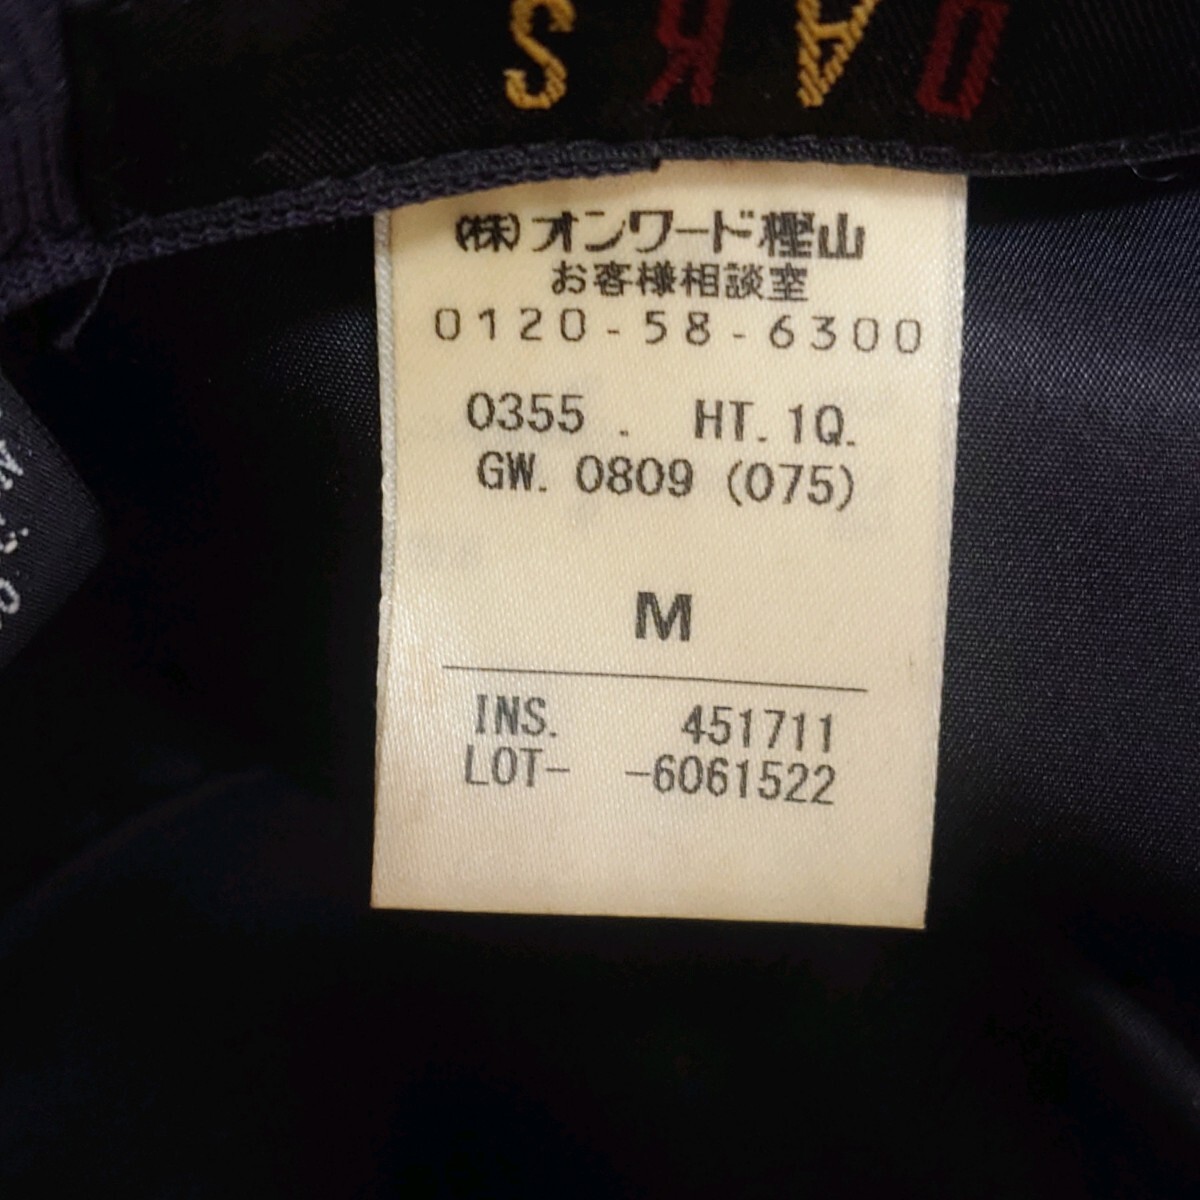 DAKS
(株)オンワード樫山
お客様相談室
0120-58-6300
0355 . HT. 1Q.
GW. 0809 (075)
M
INS. 451711
LOT- -6061522